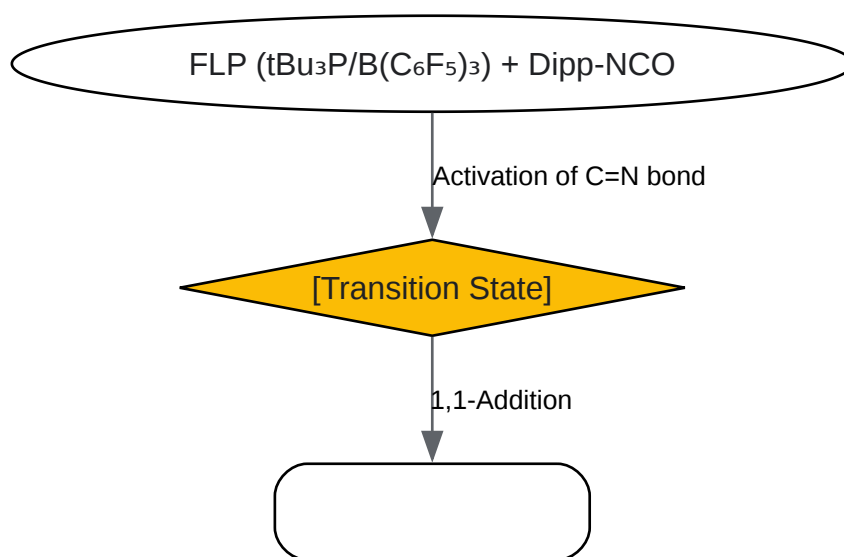 FLP (tBu₃P/B(C₆F₅)₃) + Dipp-NCO
Activation of C=N bond
[Transition State]
1,1-Addition